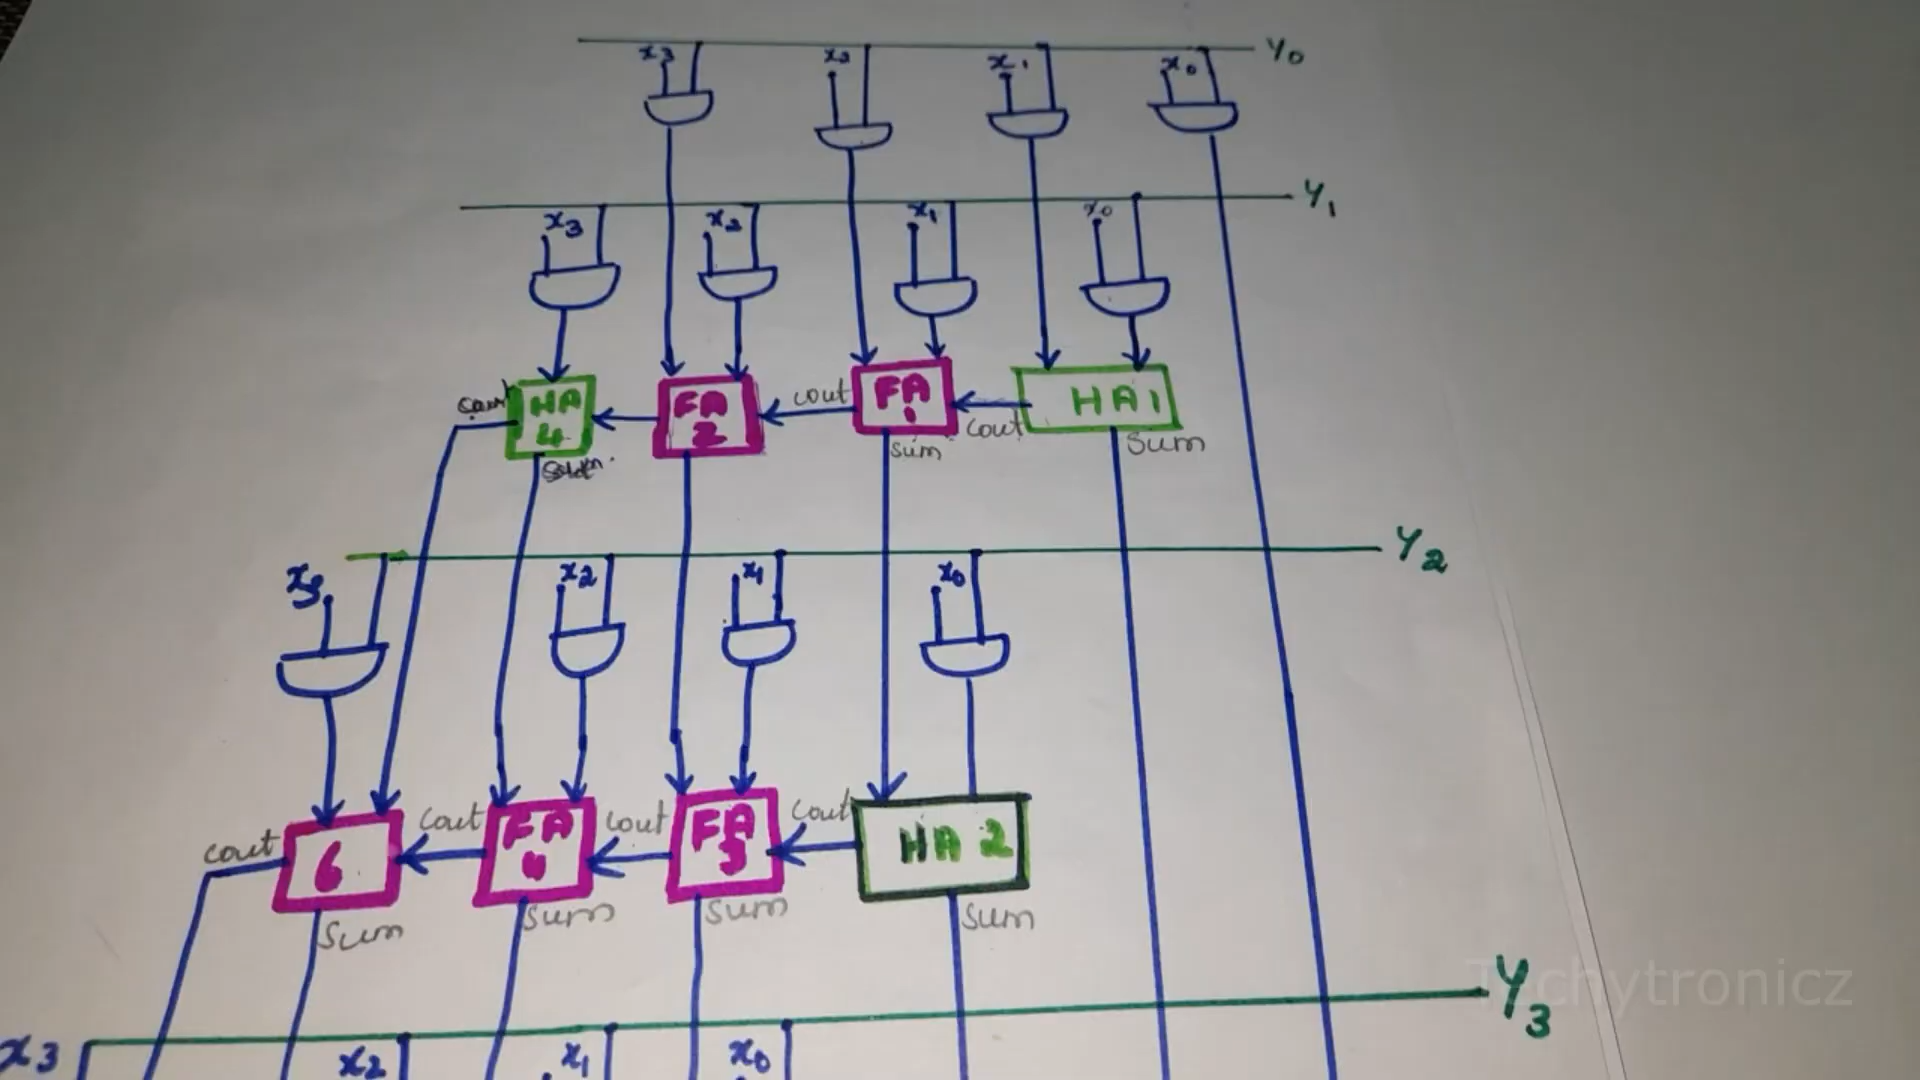 x3 x2 x1 x0 Y0
x3 x2 x1 x0 Y1
cout HA 4 FA 2 cout FA 1 cout HA1
sum sum
x3 x2 x1 x0 Y2
cout 6 cout FA 4 cout FA 3 cout HA 2
sum sum sum sum
Techytronicz
Y3
x3 x2 x1 x0